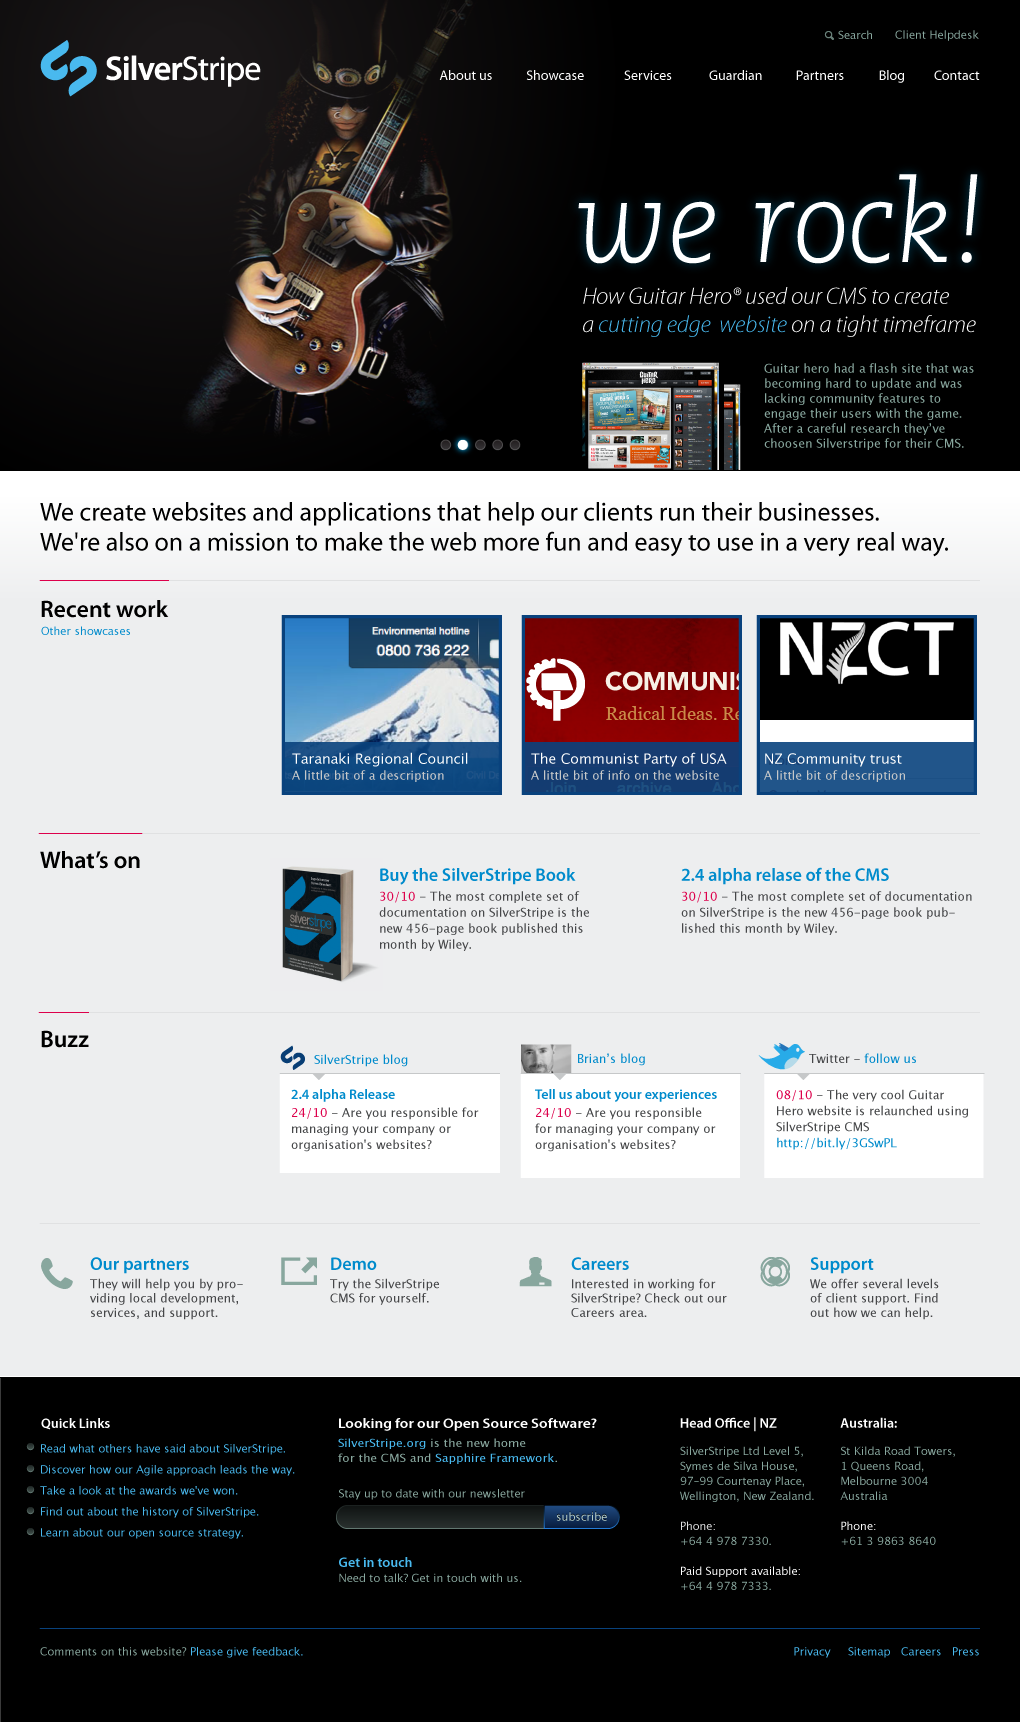 Search Client Helpdesk
SilverStripe
About us Showcase Services Guardian Partners Blog Contact
we rock!
How Guitar Hero® used our CMS to create
a cutting edge website on a tight timeframe
GUITAR HERO
Guitar hero had a flash site that was
becoming hard to update and was
lacking community features to
engage their users with the game.
After a careful research they've
choosen Silverstripe for their CMS.
We create websites and applications that help our clients run their businesses.
We're also on a mission to make the web more fun and easy to use in a very real way.
Recent work
Other showcases
Environmental hotline
0800 736 222
Taranaki Regional Council
A little bit of a description
COMMUNIS
Radical Ideas. Re
The Communist Party of USA
A little bit of info on the website
Join archive Abo
NZCT
NZ Community trust
A little bit of description
What's on
silverstripe
Buy the SilverStripe Book
30/10 – The most complete set of
documentation on SilverStripe is the
new 456-page book published this
month by Wiley.
2.4 alpha relase of the CMS
30/10 – The most complete set of documentation
on SilverStripe is the new 456-page book pub-
lished this month by Wiley.
Buzz
SilverStripe blog
2.4 alpha Release
24/10 – Are you responsible for
managing your company or
organisation's websites?
Brian's blog
Tell us about your experiences
24/10 – Are you responsible
for managing your company or
organisation's websites?
Twitter – follow us
08/10 – The very cool Guitar
Hero website is relaunched using
SilverStripe CMS
http://bit.ly/3GSwPL
Our partners
They will help you by pro-
viding local development,
services, and support.
Demo
Try the SilverStripe
CMS for yourself.
Careers
Interested in working for
SilverStripe? Check out our
Careers area.
Support
We offer several levels
of client support. Find
out how we can help.
Quick Links
Read what others have said about SilverStripe.
Discover how our Agile approach leads the way.
Take a look at the awards we've won.
Find out about the history of SilverStripe.
Learn about our open source strategy.
Looking for our Open Source Software?
SilverStripe.org is the new home
for the CMS and Sapphire Framework.
Stay up to date with our newsletter
subscribe
Get in touch
Need to talk? Get in touch with us.
Head Office | NZ
SilverStripe Ltd Level 5,
Symes de Silva House,
97-99 Courtenay Place,
Wellington, New Zealand.
Phone:
+64 4 978 7330.
Paid Support available:
+64 4 978 7333.
Australia:
St Kilda Road Towers,
1 Queens Road,
Melbourne 3004
Australia
Phone:
+61 3 9863 8640
Comments on this website? Please give feedback.
Privacy Sitemap Careers Press